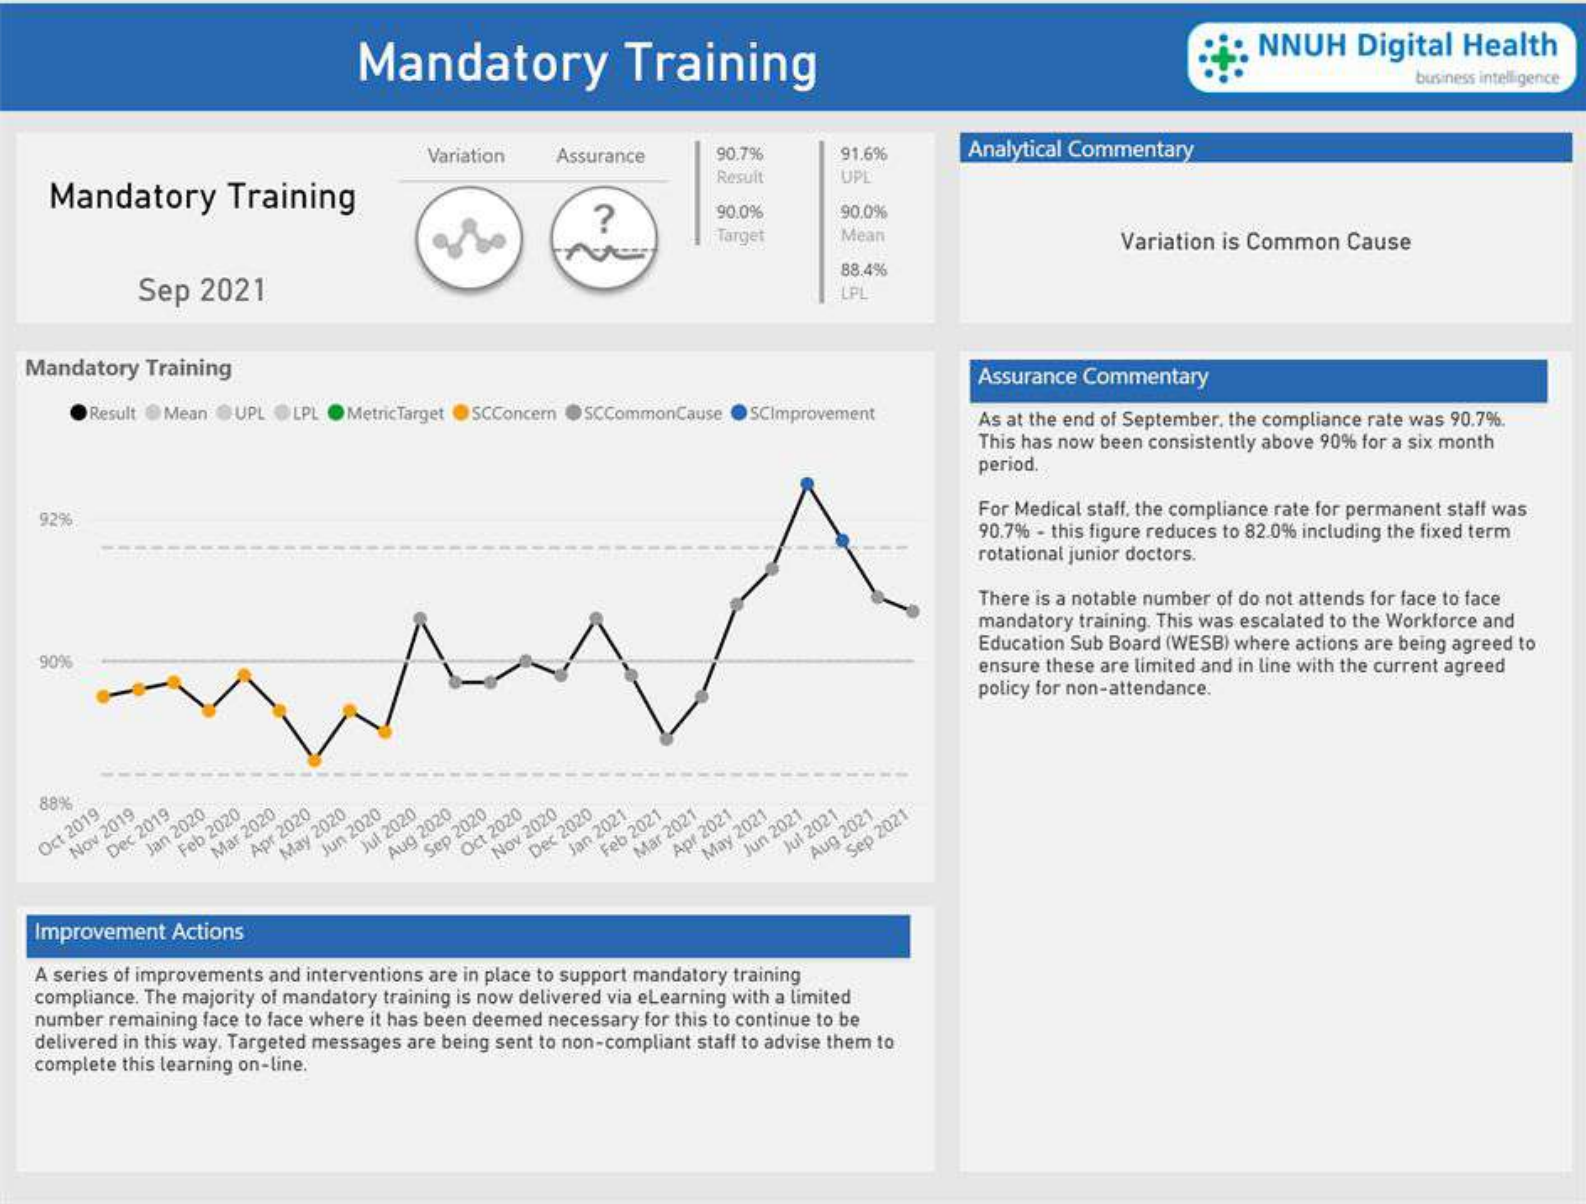 Mandatory Training
NNUH Digital Health
business intelligence
Mandatory Training
Sep 2021
Variation
Assurance
?
90.7%
Result
90.0%
Target
91.6%
UPL
90.0%
Mean
88.4%
LPL
Analytical Commentary
Variation is Common Cause
Mandatory Training
Result Mean UPL LPL MetricTarget SCConcern SCCommonCause SCImprovement
92%
90%
88%
Oct 2019
Nov 2019
Dec 2019
Jan 2020
Feb 2020
Mar 2020
Apr 2020
May 2020
Jun 2020
Jul 2020
Aug 2020
Sep 2020
Oct 2020
Nov 2020
Dec 2020
Jan 2021
Feb 2021
Mar 2021
Apr 2021
May 2021
Jun 2021
Jul 2021
Aug 2021
Sep 2021
Assurance Commentary
As at the end of September, the compliance rate was 90.7%.
This has now been consistently above 90% for a six month
period.
For Medical staff, the compliance rate for permanent staff was
90.7% - this figure reduces to 82.0% including the fixed term
rotational junior doctors.
There is a notable number of do not attends for face to face
mandatory training. This was escalated to the Workforce and
Education Sub Board (WESB) where actions are being agreed to
ensure these are limited and in line with the current agreed
policy for non-attendance.
Improvement Actions
A series of improvements and interventions are in place to support mandatory training
compliance. The majority of mandatory training is now delivered via eLearning with a limited
number remaining face to face where it has been deemed necessary for this to continue to be
delivered in this way. Targeted messages are being sent to non-compliant staff to advise them to
complete this learning on-line.